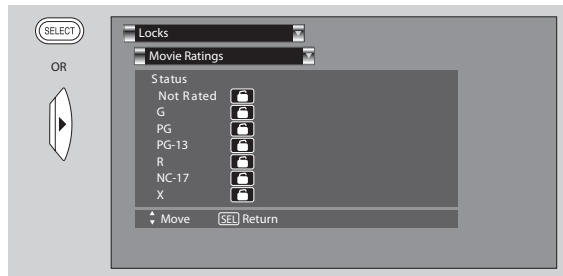 SELECT
OR
Locks
Movie Ratings
Status
Not Rated
G
PG
PG-13
R
NC-17
X
Move SEL Return